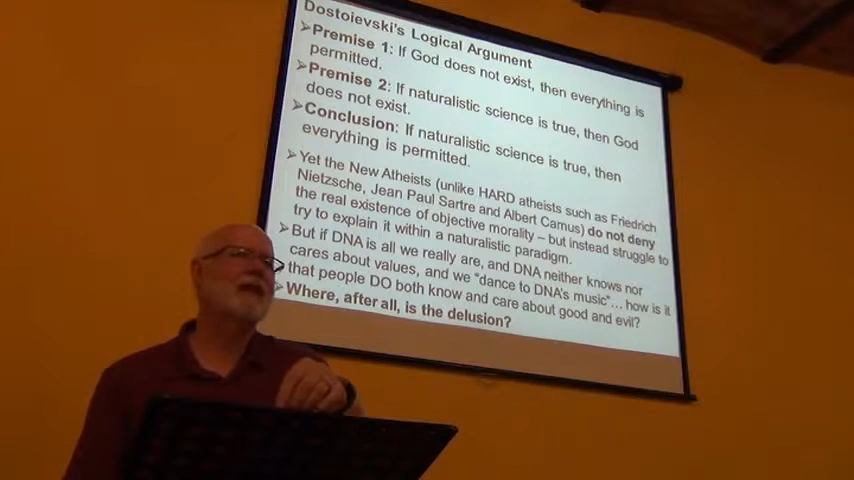 Dostoievski's Logical Argument
➢Premise 1: If God does not exist, then everything is
permitted.
➢Premise 2: If naturalistic science is true, then God
does not exist.
➢Conclusion: If naturalistic science is true, then
everything is permitted.
➢Yet the New Atheists (unlike HARD atheists such as Friedrich
Nietzsche, Jean Paul Sartre and Albert Camus) do not deny
the real existence of objective morality – but instead struggle to
try to explain it within a naturalistic paradigm.
➢But if DNA is all we really are, and DNA neither knows nor
cares about values, and we "dance to DNA's music"... how is it
that people DO both know and care about good and evil?
➢Where, after all, is the delusion?